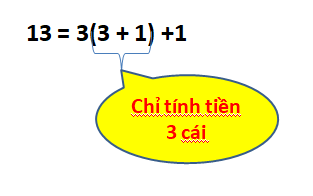 13 = 3(3 + 1) +1
Chỉ tính tiền
3 cái